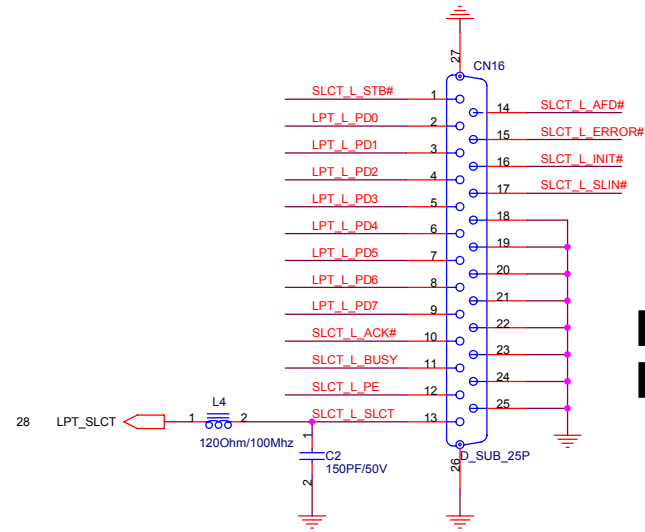 27
CN16
SLCT_L_STB# 1
14 SLCT_L_AFD#
LPT_L_PD0 2
15 SLCT_L_ERROR#
LPT_L_PD1 3
16 SLCT_L_INIT#
LPT_L_PD2 4
17 SLCT_L_SLIN#
LPT_L_PD3 5
18
LPT_L_PD4 6
19
LPT_L_PD5 7
20
LPT_L_PD6 8
21
LPT_L_PD7 9
22
SLCT_L_ACK# 10
23
SLCT_L_BUSY 11
24
SLCT_L_PE 12
25
L4
SLCT_L_SLCT 13
28 LPT_SLCT 1 2
120Ohm/100Mhz
1
C2
150PF/50V
2
D_SUB_25P
26